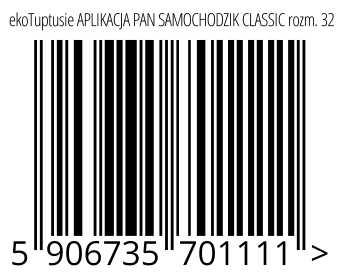 ekoTuptusie APLIKACJA PAN SAMOCHODZIK CLASSIC rozm. 32
5 906735 701111 >